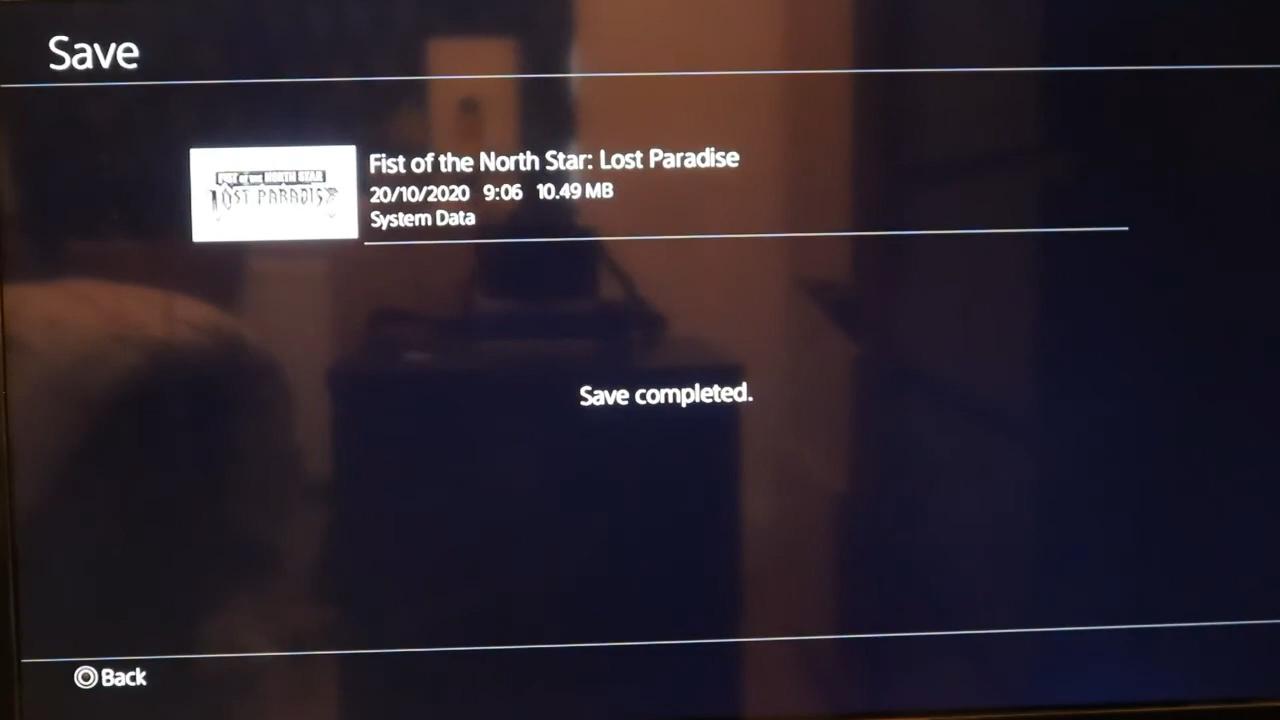 Save
FIST of the NORTH STAR
LOST PARADISE
Fist of the North Star: Lost Paradise
20/10/2020 9:06 10.49 MB
System Data
Save completed.
Back